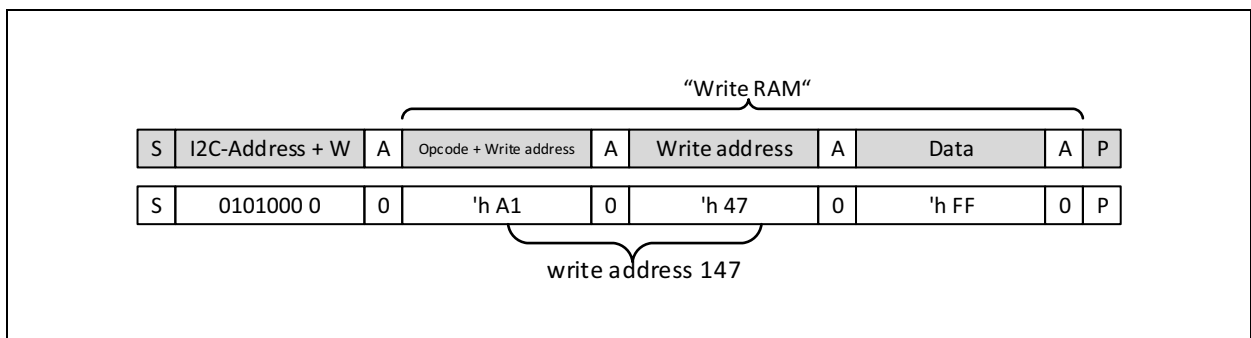 “Write RAM“
S I2C-Address + W A Opcode + Write address A Write address A Data A P
S 0101000 0 0 'h A1 0 'h 47 0 'h FF 0 P
write address 147